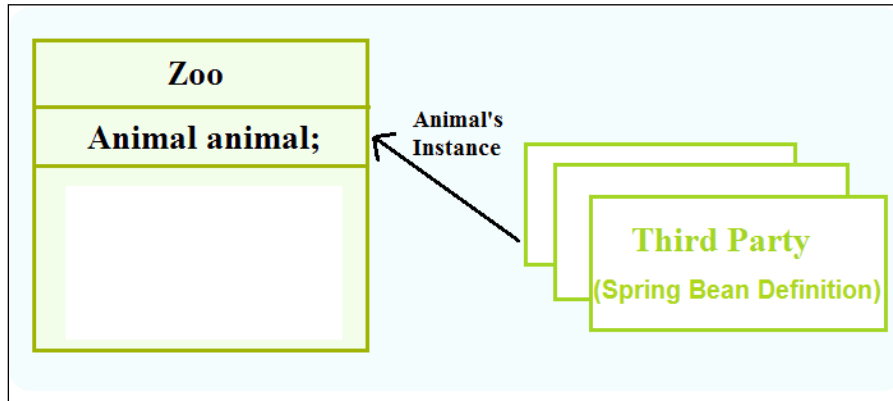 Zoo
Animal animal;
Animal's
Instance
Third Party
(Spring Bean Definition)